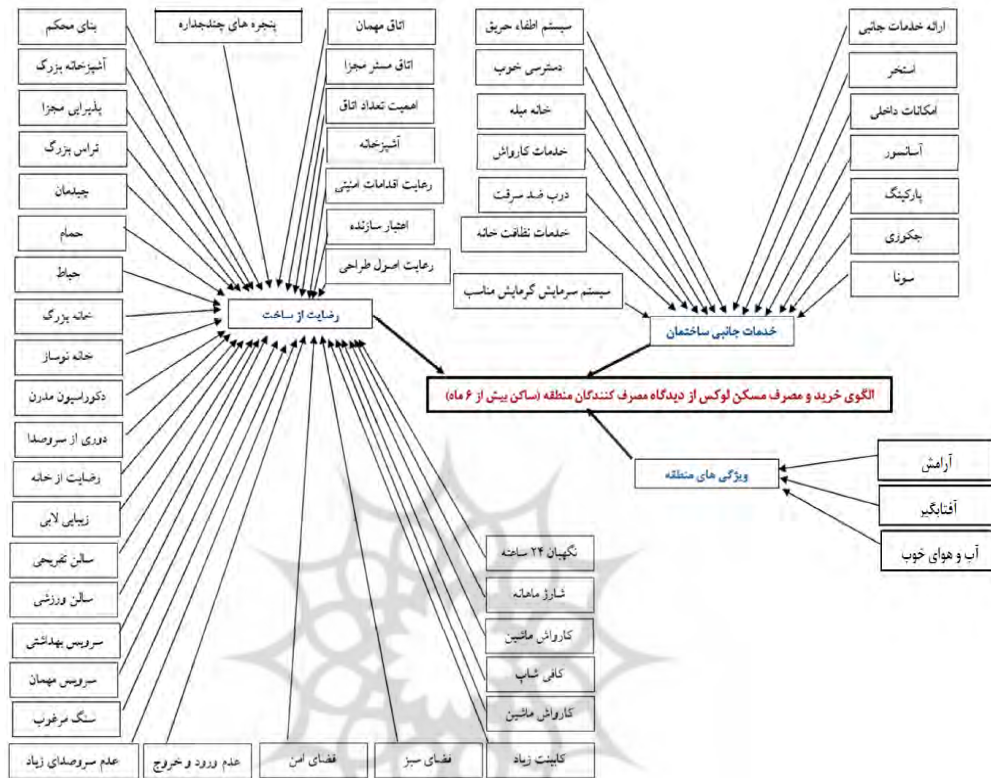 ارائه خدمات جانبی
استخر
امکانات داخلی
آسانسور
پارکینگ
جکوزی
سونا
سیستم اطفاء حریق
دسترسی خوب
خانه مبله
خدمات کارواش
درب ضد سرقت
خدمات نظافت خانه
سیستم سرمایش گرمایش مناسب
خدمات جانبی ساختمان
اتاق مهمان
اتاق مستر مجزا
اهمیت تعداد اتاق
آشپزخانه
رعایت اقدامات امنیتی
اعتبار سازنده
رعایت اصول طراحی
پنجره های چندجداره
بنای محکم
آشپزخانه بزرگ
پذیرایی مجزا
تراس بزرگ
چیدمان
حمام
حیاط
خانه بزرگ
خانه نوساز
دکوراسیون مدرن
دوری از سروصدا
رضایت از خانه
زیبایی لابی
سالن تفریحی
سالن ورزشی
سرویس بهداشتی
سرویس مهمان
سنگ مرغوب
رضایت از ساخت
الگوی خرید و مصرف مسکن لوکس از دیدگاه مصرف کنندگان منطقه (ساکن بیش از ۶ ماه)
ویژگی های منطقه
آرامش
آفتابگیر
آب و هوای خوب
نگهبان ۲۴ ساعته
شارژ ماهانه
کارواش ماشین
کافی شاپ
کارواش ماشین
کابینت زیاد
فضای سبز
فضای امن
عدم ورود و خروج
عدم سروصدای زیاد